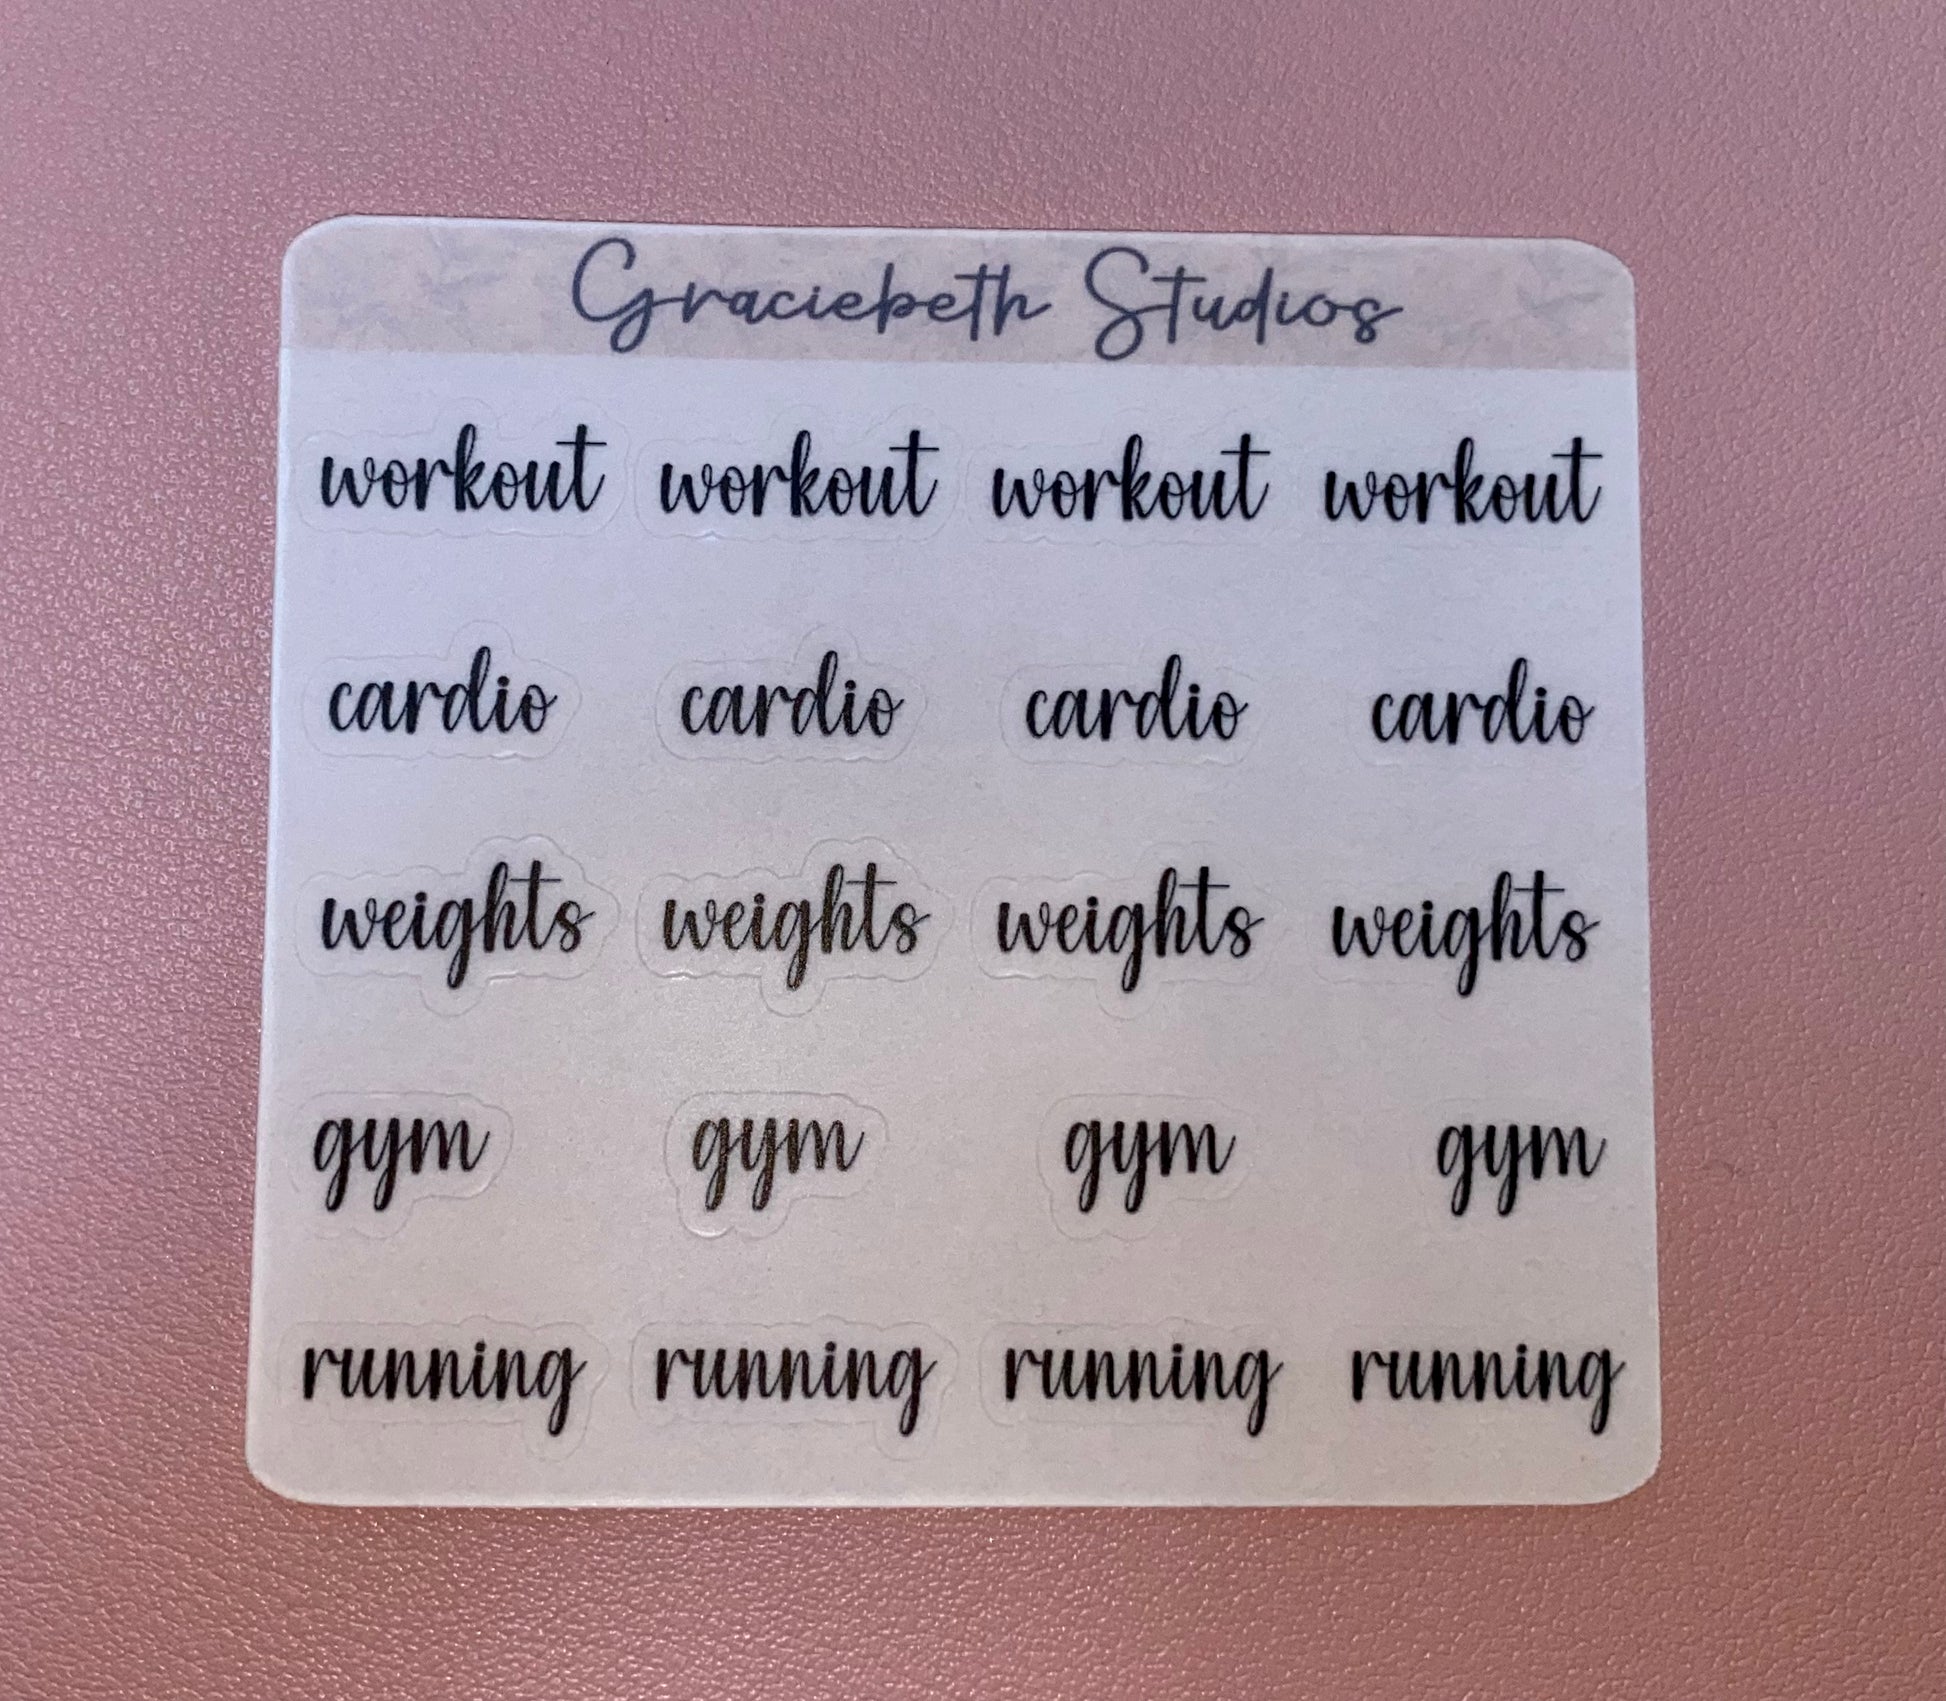 Graciebeth Studios
workout workout workout workout
cardio cardio cardio cardio
weights weights weights weights
gym gym gym gym
running running running running